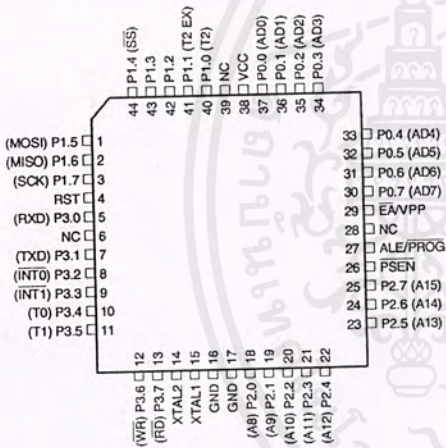 44 P1.4 (SS)
43 P1.3
42 P1.2
41 P1.1 (T2 EX)
40 P1.0 (T2)
39 NC
38 VCC
37 P0.0 (AD0)
36 P0.1 (AD1)
35 P0.2 (AD2)
34 P0.3 (AD3)
(MOSI) P1.5 1
(MISO) P1.6 2
(SCK) P1.7 3
RST 4
(RXD) P3.0 5
NC 6
(TXD) P3.1 7
(INT0) P3.2 8
(INT1) P3.3 9
(T0) P3.4 10
(T1) P3.5 11
33 P0.4 (AD4)
32 P0.5 (AD5)
31 P0.6 (AD6)
30 P0.7 (AD7)
29 EA/VPP
28 NC
27 ALE/PROG
26 PSEN
25 P2.7 (A15)
24 P2.6 (A14)
23 P2.5 (A13)
(WR) P3.6 12
(RD) P3.7 13
XTAL2 14
XTAL1 15
GND 16
GND 17
(A8) P2.0 18
(A9) P2.1 19
(A10) P2.2 20
(A11) P2.3 21
(A12) P2.4 22